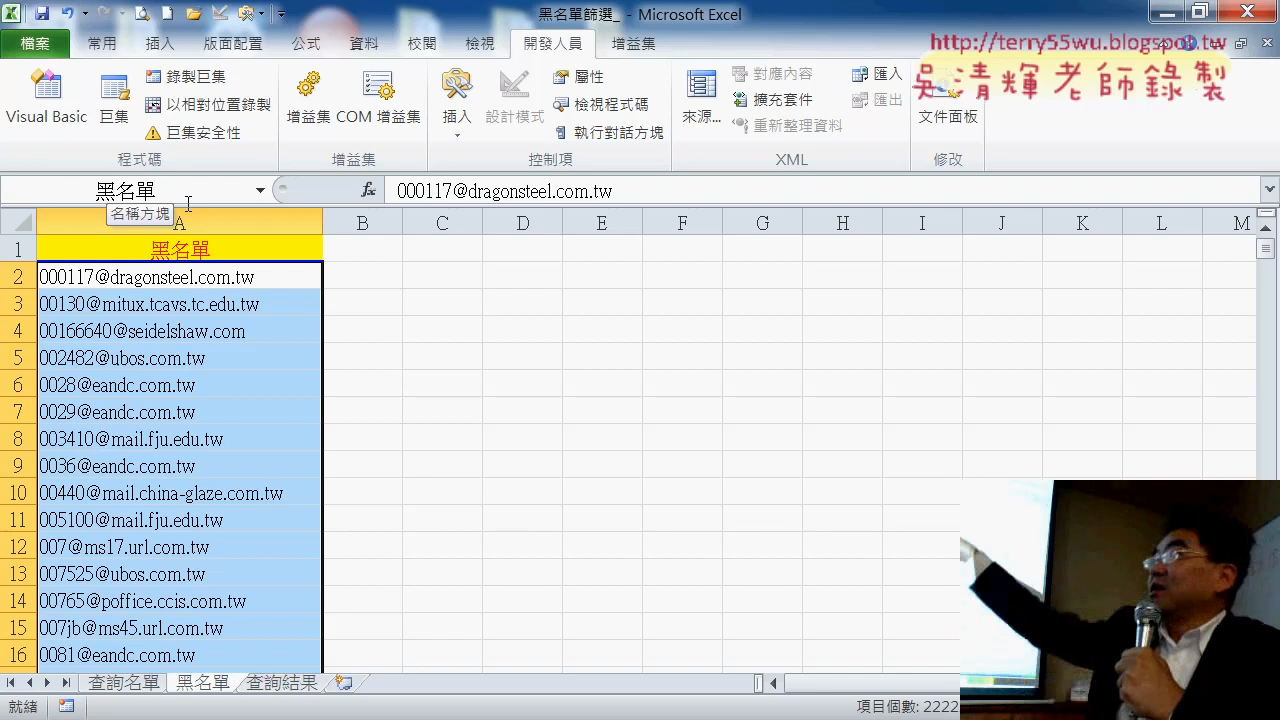 黑名單篩選_ - Microsoft Excel
檔案 常用 插入 版面配置 公式 資料 校閱 檢視 開發人員 增益集
http://terry55wu.blogspot.tw
吳清輝老師錄製
Visual Basic 巨集 錄製巨集 以相對位置錄製 巨集安全性
增益集 COM 增益集
插入 設計模式 屬性 檢視程式碼 執行對話方塊
來源... 對應內容 擴充套件 重新整理資料 匯入 匯出
文件面板
程式碼 增益集 控制項 XML 修改
黑名單 fx 000117@dragonsteel.com.tw
名稱方塊
A B C D E F G H I J K L M
1 黑名單
2 000117@dragonsteel.com.tw
3 00130@mitux.tcavs.tc.edu.tw
4 00166640@seidelshaw.com
5 002482@ubos.com.tw
6 0028@eandc.com.tw
7 0029@eandc.com.tw
8 003410@mail.fju.edu.tw
9 0036@eandc.com.tw
10 00440@mail.china-glaze.com.tw
11 005100@mail.fju.edu.tw
12 007@ms17.url.com.tw
13 007525@ubos.com.tw
14 00765@poffice.ccis.com.tw
15 007jb@ms45.url.com.tw
16 0081@eandc.com.tw
查詢名單 黑名單 查詢結果
就緒 項目個數: 2222